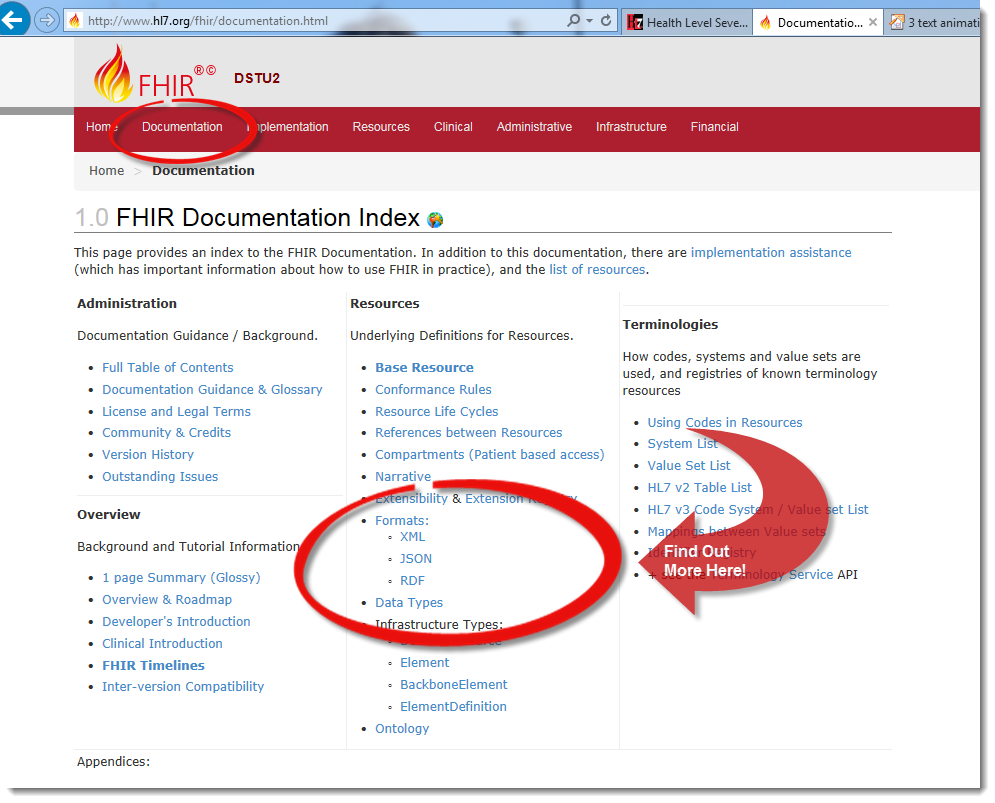 http://www.hl7.org/fhir/documentation.html
Health Level Seve...
Documentatio...
3 text animati
FHIR®© DSTU2
Home Documentation Implementation Resources Clinical Administrative Infrastructure Financial
Home > Documentation
1.0 FHIR Documentation Index
This page provides an index to the FHIR Documentation. In addition to this documentation, there are implementation assistance
(which has important information about how to use FHIR in practice), and the list of resources.
Administration
Documentation Guidance / Background.
Full Table of Contents
Documentation Guidance & Glossary
License and Legal Terms
Community & Credits
Version History
Outstanding Issues
Overview
Background and Tutorial Information
1 page Summary (Glossy)
Overview & Roadmap
Developer's Introduction
Clinical Introduction
FHIR Timelines
Inter-version Compatibility
Resources
Underlying Definitions for Resources.
Base Resource
Conformance Rules
Resource Life Cycles
References between Resources
Compartments (Patient based access)
Narrative
Extensibility & Extension Registry
Formats:
XML
JSON
RDF
Data Types
Infrastructure Types:
Element
BackboneElement
ElementDefinition
Ontology
Terminologies
How codes, systems and value sets are
used, and registries of known terminology
resources
Using Codes in Resources
System List
Value Set List
HL7 v2 Table List
HL7 v3 Code System / Value set List
Mappings between Value sets
+ see the Terminology Service API
Find Out
More Here!
Appendices: